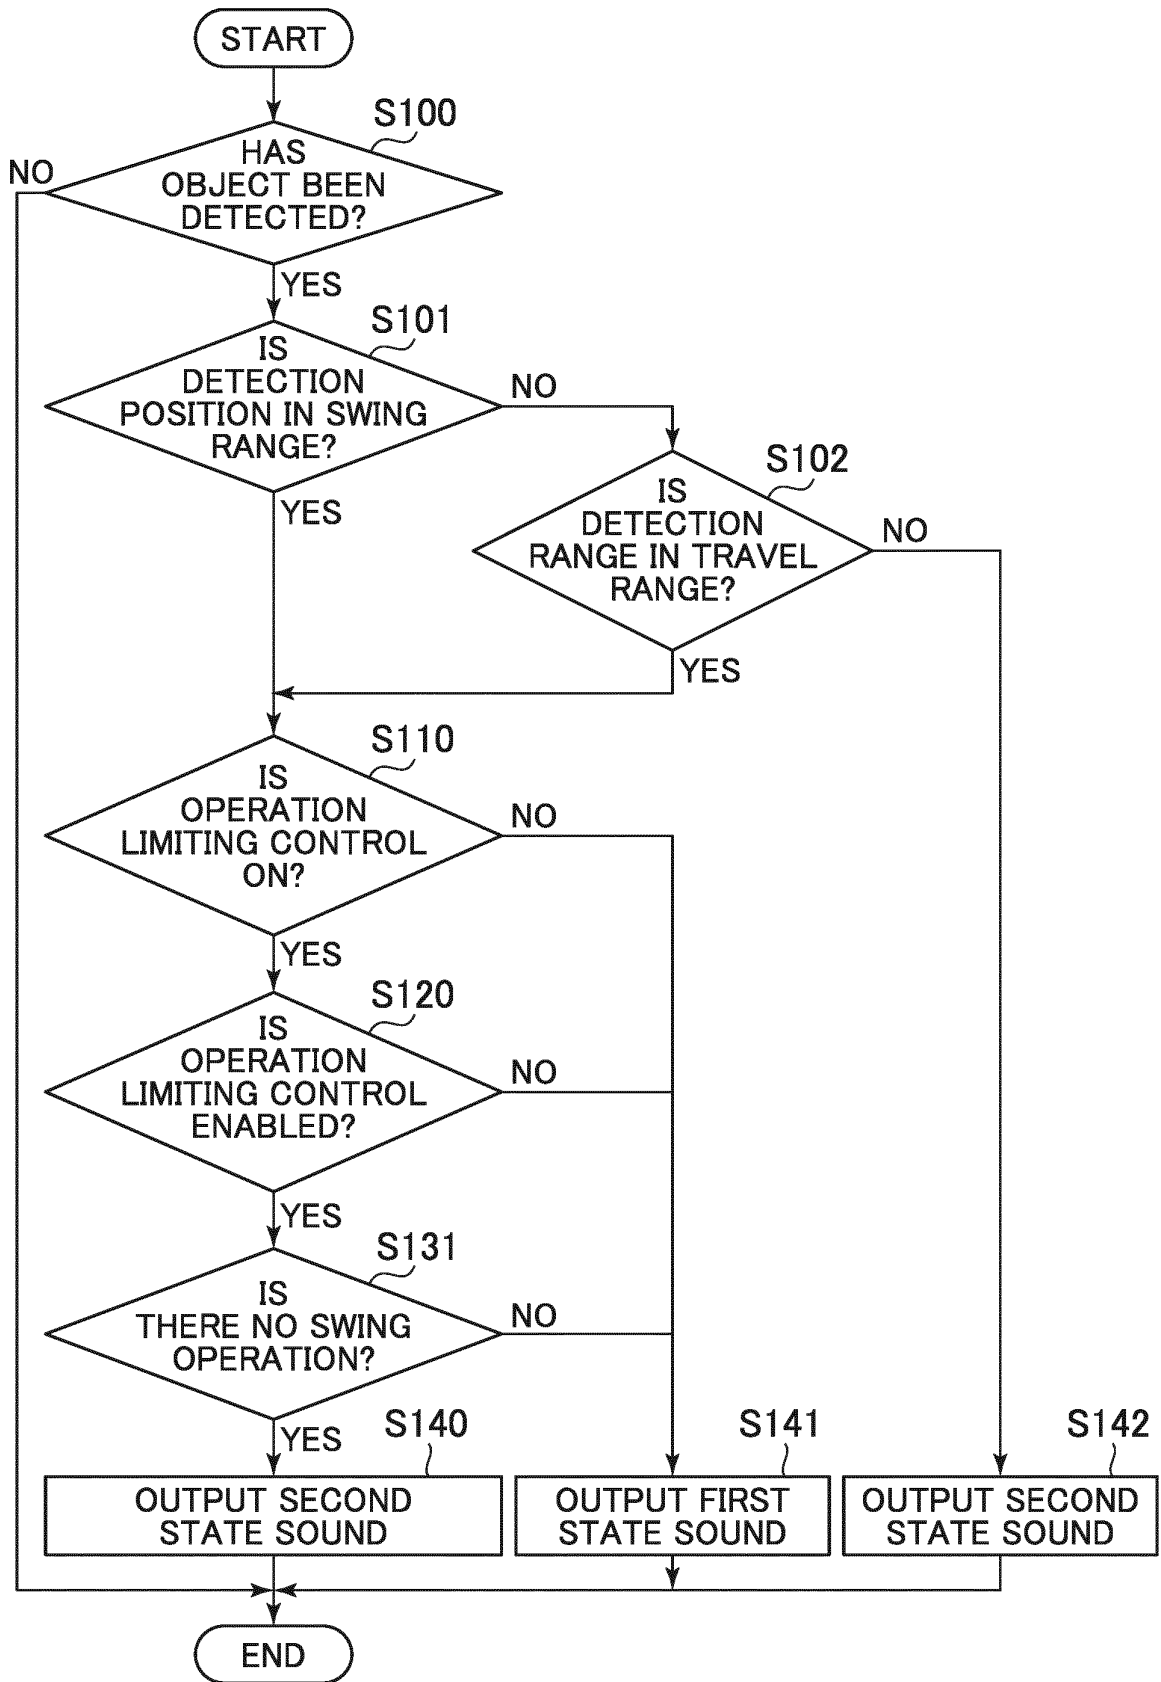 START
S100
HAS
OBJECT BEEN
DETECTED?
NO
YES
S101
IS
DETECTION
POSITION IN SWING
RANGE?
NO
YES
S102
IS
DETECTION
RANGE IN TRAVEL
RANGE?
NO
YES
S110
IS
OPERATION
LIMITING CONTROL
ON?
NO
YES
S120
IS
OPERATION
LIMITING CONTROL
ENABLED?
NO
YES
S131
IS
THERE NO SWING
OPERATION?
NO
YES
S140
OUTPUT SECOND
STATE SOUND
S141
OUTPUT FIRST
STATE SOUND
S142
OUTPUT SECOND
STATE SOUND
END